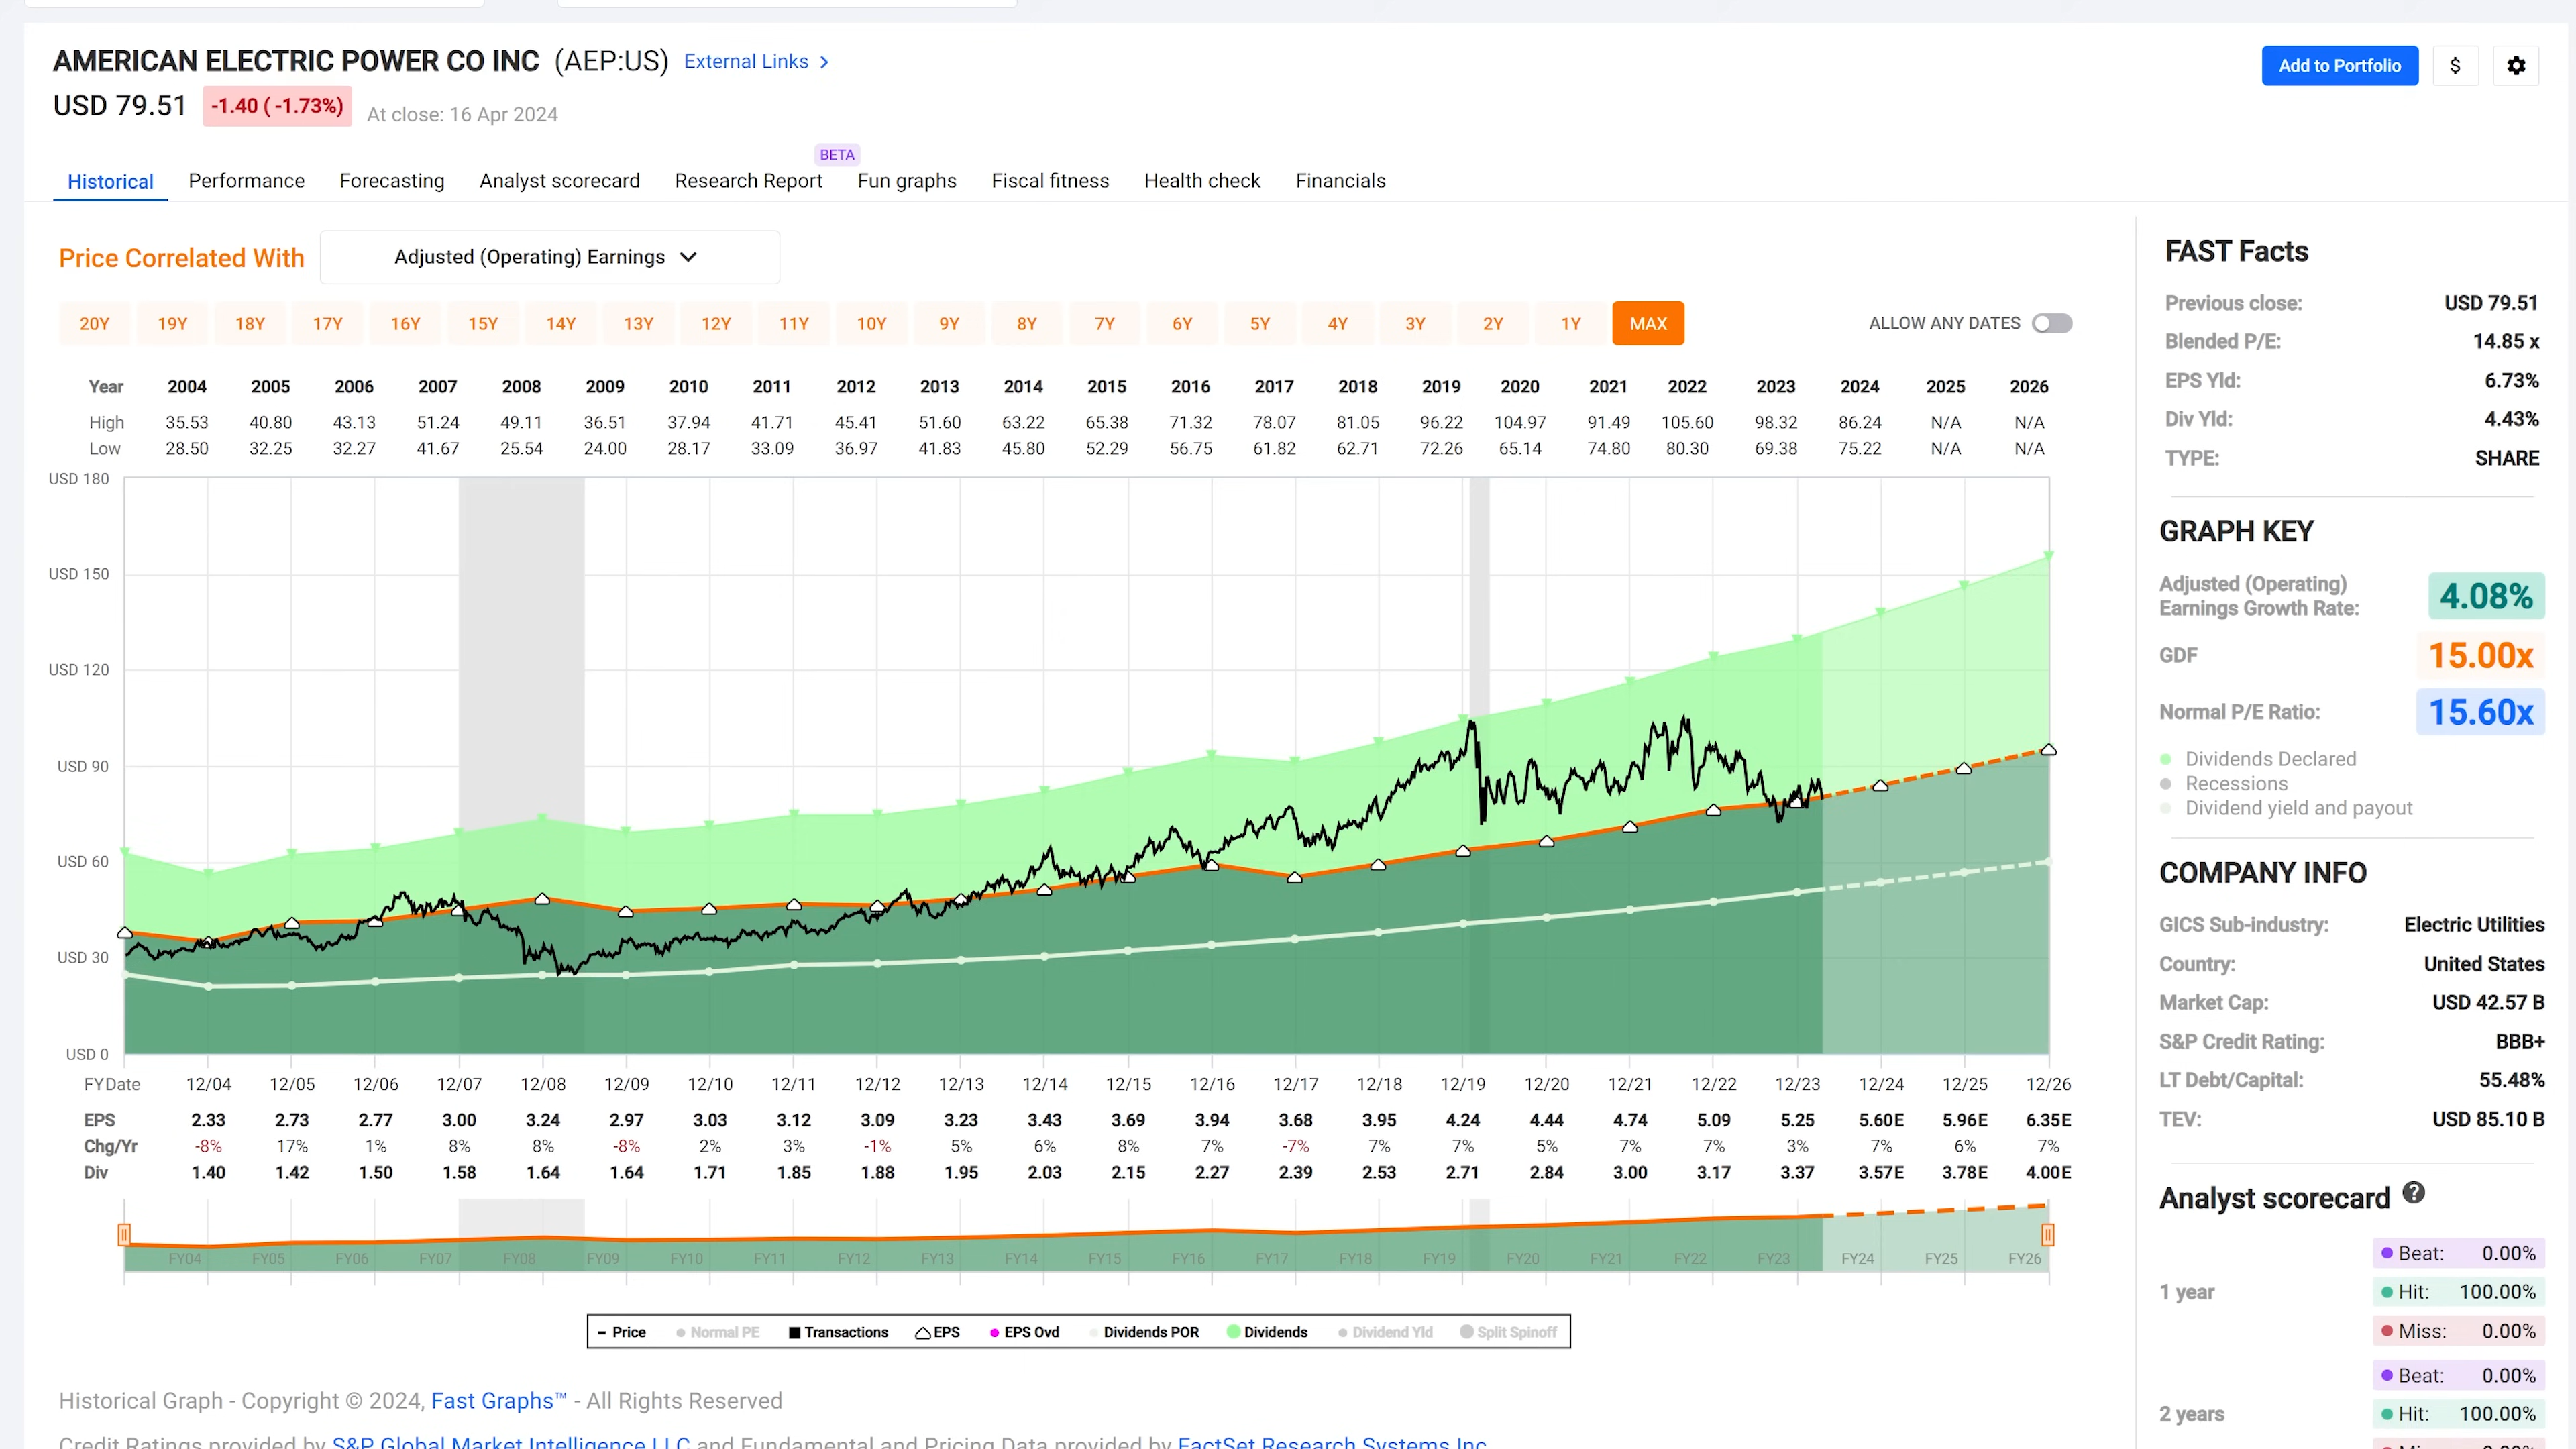 AMERICAN ELECTRIC POWER CO INC (AEP:US) External Links >
Add to Portfolio $
USD 79.51 -1.40 ( -1.73%) At close: 16 Apr 2024
BETA
Historical Performance Forecasting Analyst scorecard Research Report Fun graphs Fiscal fitness Health check Financials
Price Correlated With Adjusted (Operating) Earnings
20Y 19Y 18Y 17Y 16Y 15Y 14Y 13Y 12Y 11Y 10Y 9Y 8Y 7Y 6Y 5Y 4Y 3Y 2Y 1Y MAX ALLOW ANY DATES
Year 2004 2005 2006 2007 2008 2009 2010 2011 2012 2013 2014 2015 2016 2017 2018 2019 2020 2021 2022 2023 2024 2025 2026
High 35.53 40.80 43.13 51.24 49.11 36.51 37.94 41.71 45.41 51.60 63.22 65.38 71.32 78.07 81.05 96.22 104.97 91.49 105.60 98.32 86.24 N/A N/A
Low 28.50 32.25 32.27 41.67 25.54 24.00 28.17 33.09 36.97 41.83 45.80 52.29 56.75 61.82 62.71 72.26 65.14 74.80 80.30 69.38 75.22 N/A N/A
USD 180
USD 150
USD 120
USD 90
USD 60
USD 30
USD 0
FYDate 12/04 12/05 12/06 12/07 12/08 12/09 12/10 12/11 12/12 12/13 12/14 12/15 12/16 12/17 12/18 12/19 12/20 12/21 12/22 12/23 12/24 12/25 12/26
EPS 2.33 2.73 2.77 3.00 3.24 2.97 3.03 3.12 3.09 3.23 3.43 3.69 3.94 3.68 3.95 4.24 4.44 4.74 5.09 5.25 5.60E 5.96E 6.35E
Chg/Yr -8% 17% 1% 8% 8% -8% 2% 3% -1% 5% 6% 8% 7% -7% 7% 7% 5% 7% 7% 3% 7% 6% 7%
Div 1.40 1.42 1.50 1.58 1.64 1.64 1.71 1.85 1.88 1.95 2.03 2.15 2.27 2.39 2.53 2.71 2.84 3.00 3.17 3.37 3.57E 3.78E 4.00E
FY04 FY05 FY06 FY07 FY08 FY09 FY10 FY11 FY12 FY13 FY14 FY15 FY16 FY17 FY18 FY19 FY20 FY21 FY22 FY23 FY24 FY25 FY26
Price Normal PE Transactions EPS EPS Ovd Dividends POR Dividends Dividend Yld Split Spinoff
Historical Graph - Copyright © 2024, Fast Graphs™ - All Rights Reserved
Credit Ratings provided by S&P Global Market Intelligence LLC and Fundamental and Pricing Data provided by FactSet Research Systems Inc
FAST Facts
Previous close: USD 79.51
Blended P/E: 14.85 x
EPS Yld: 6.73%
Div Yld: 4.43%
TYPE: SHARE
GRAPH KEY
Adjusted (Operating)
Earnings Growth Rate: 4.08%
GDF 15.00x
Normal P/E Ratio: 15.60x
Dividends Declared
Recessions
Dividend yield and payout
COMPANY INFO
GICS Sub-industry: Electric Utilities
Country: United States
Market Cap: USD 42.57 B
S&P Credit Rating: BBB+
LT Debt/Capital: 55.48%
TEV: USD 85.10 B
Analyst scorecard ?
Beat: 0.00%
1 year Hit: 100.00%
Miss: 0.00%
Beat: 0.00%
2 years Hit: 100.00%